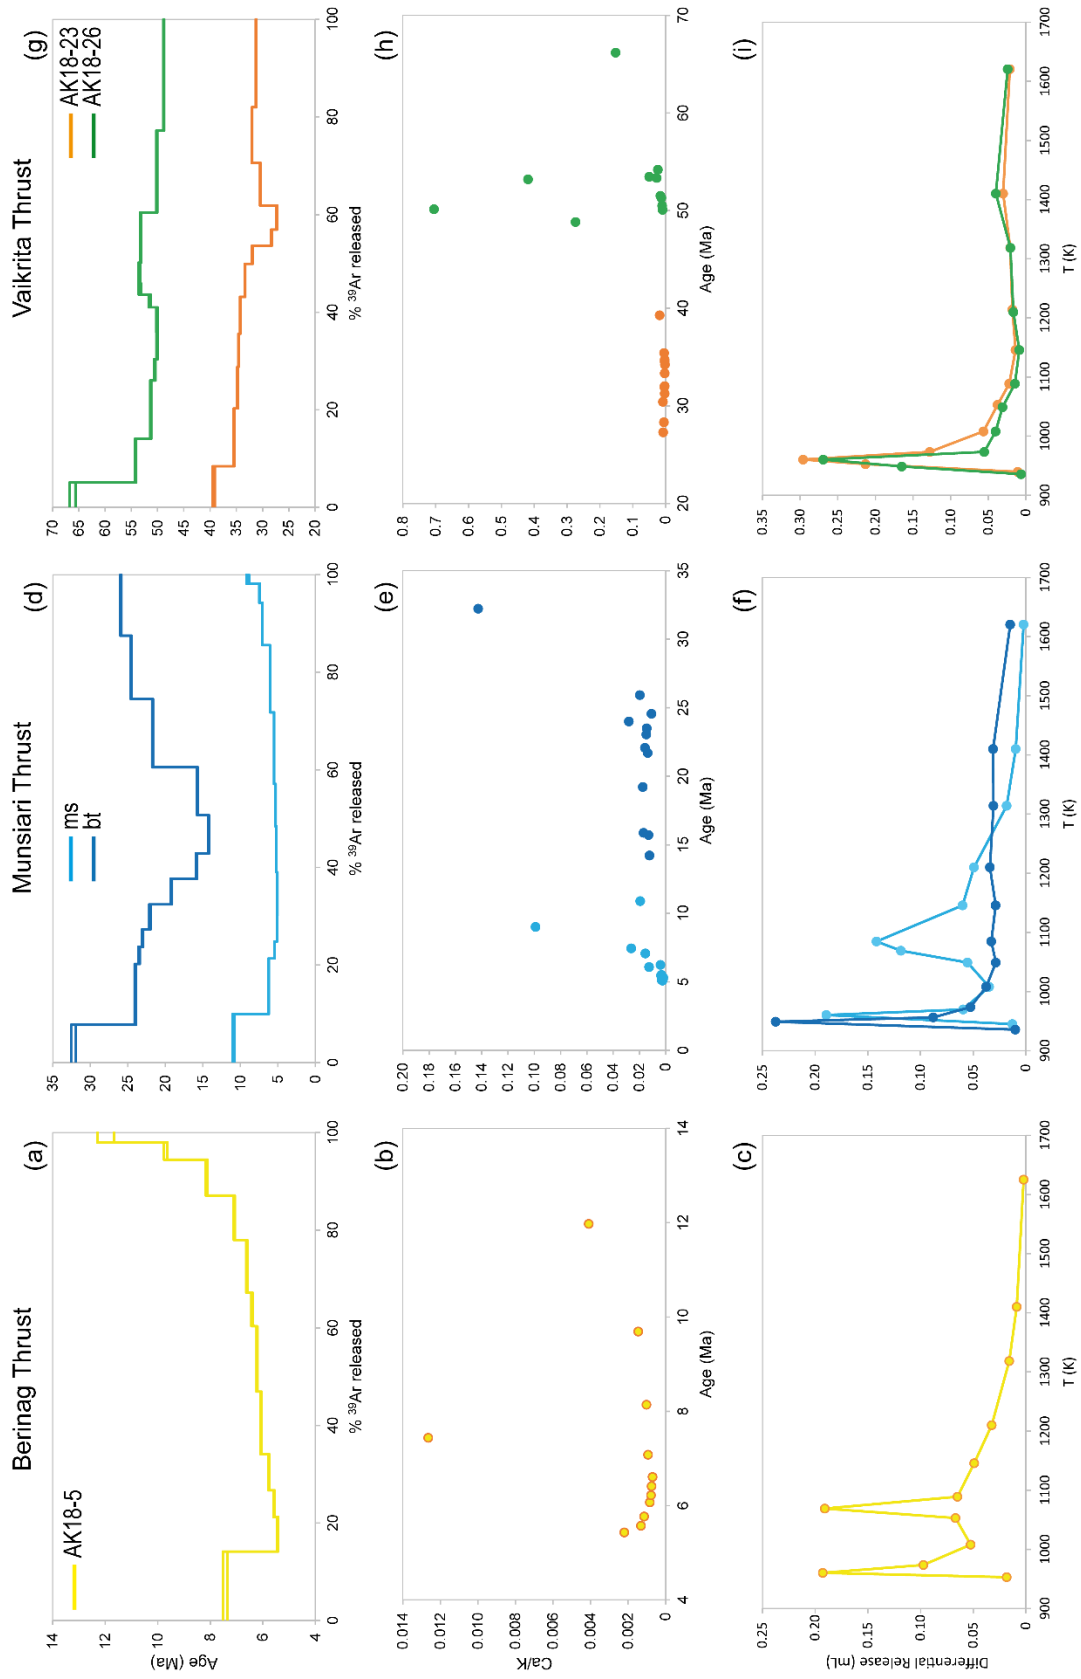 Berinag Thrust
Munsiari Thrust
Vaikrita Thrust
(a)
AK18-5
14
12
10
8
6
4
Age (Ma)
0 20 40 60 80 100
% ³⁹Ar released
(d)
ms
bt
35
30
25
20
15
10
5
0
0 20 40 60 80 100
% ³⁹Ar released
(g)
AK18-23
AK18-26
70
65
60
55
50
45
40
35
30
25
20
0 20 40 60 80 100
% ³⁹Ar released
(b)
0.014
0.012
0.010
0.008
0.006
0.004
0.002
0
Ca/K
4 6 8 10 12 14
Age (Ma)
(e)
0.20
0.18
0.16
0.14
0.12
0.10
0.08
0.06
0.04
0.02
0
0 5 10 15 20 25 30 35
Age (Ma)
(h)
0.8
0.7
0.6
0.5
0.4
0.3
0.2
0.1
0
20 30 40 50 60 70
Age (Ma)
(c)
0.25
0.20
0.15
0.10
0.05
0
Differential Release (mL)
900 1000 1100 1200 1300 1400 1500 1600 1700
T (K)
(f)
0.25
0.20
0.15
0.10
0.05
0
900 1000 1100 1200 1300 1400 1500 1600 1700
T (K)
(i)
0.35
0.30
0.25
0.20
0.15
0.10
0.05
0
900 1000 1100 1200 1300 1400 1500 1600 1700
T (K)